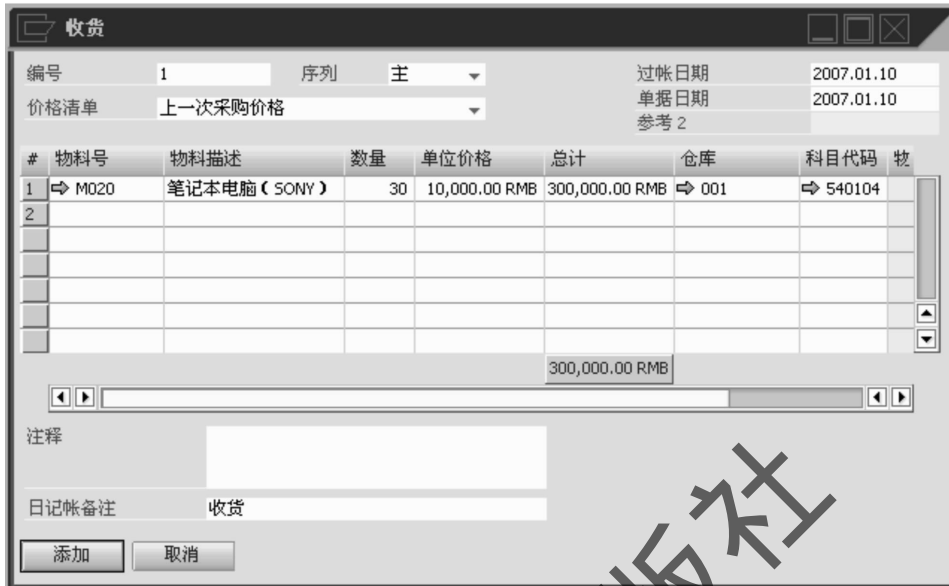 收货
编号 1 序列 主 过帐日期 2007.01.10
价格清单 上一次采购价格 单据日期 2007.01.10
参考 2
# 物料号 物料描述 数量 单位价格 总计 仓库 科目代码 物
1 M020 笔记本电脑（SONY） 30 10,000.00 RMB 300,000.00 RMB 001 540104
2
300,000.00 RMB
注释
日记帐备注 收货
添加 取消
版社